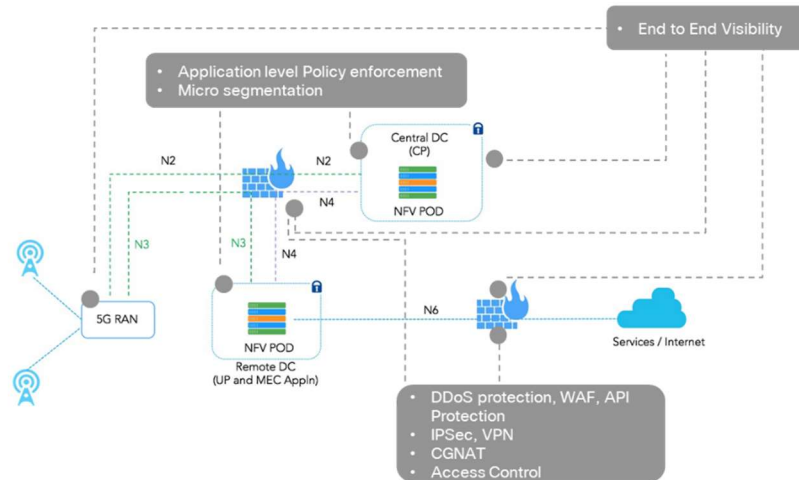 • End to End Visibility
• Application level Policy enforcement
• Micro segmentation
Central DC
(CP)
N2
N2
NFV POD
N4
N3
N3
N4
5G RAN
N6
NFV POD
Services / Internet
Remote DC
(UP and MEC Appln)
• DDoS protection, WAF, API
Protection
• IPSec, VPN
• CGNAT
• Access Control